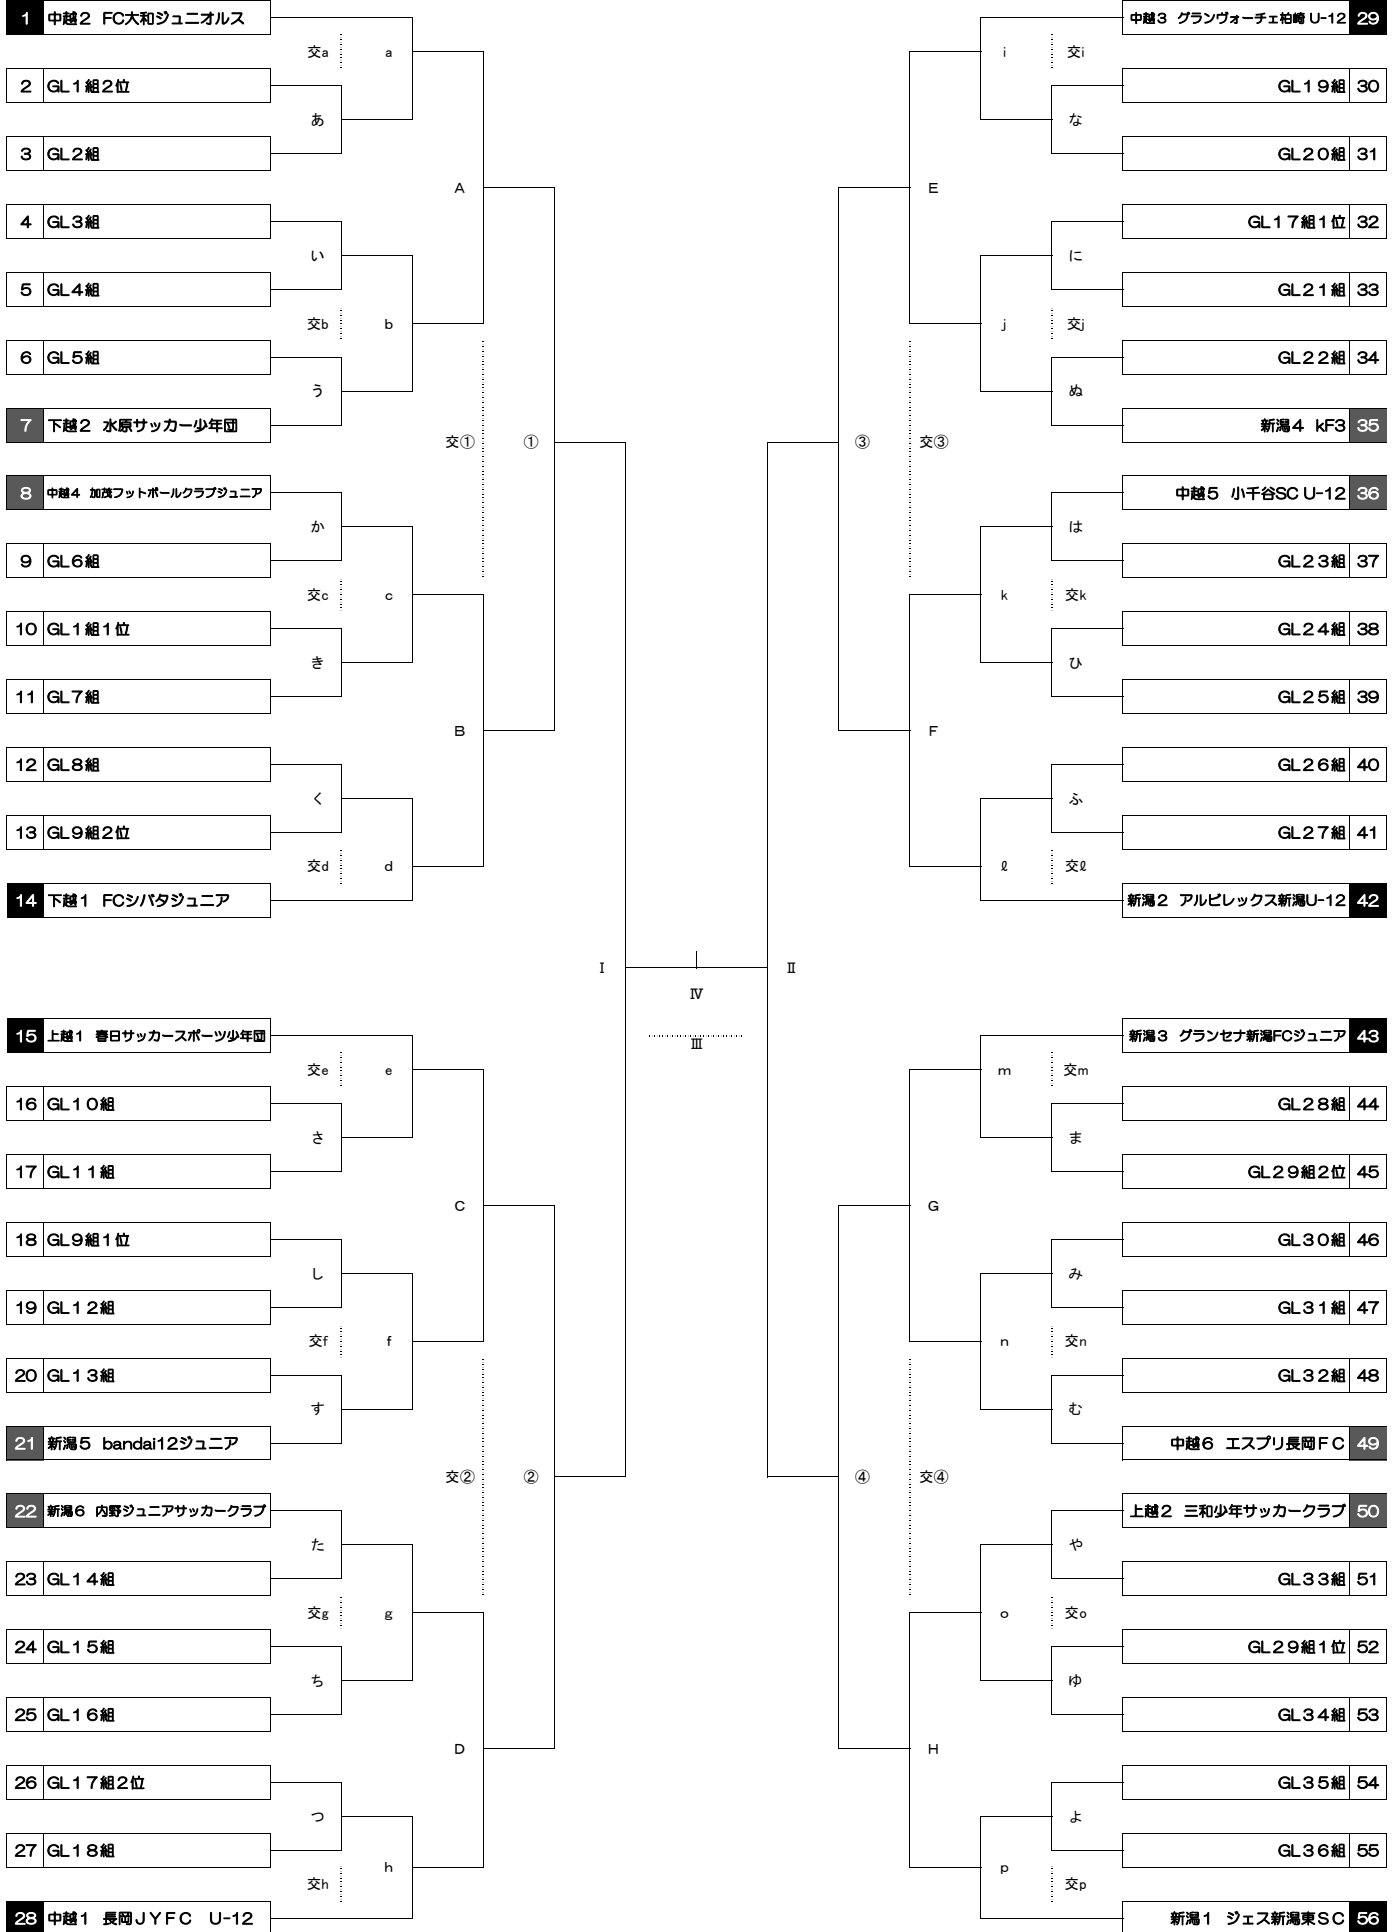 1 中越2 FC大和ジュニオルス
交a a
2 GL1組2位
あ
3 GL2組
A
4 GL3組
い
5 GL4組
交b b
6 GL5組
う
7 下越2 水原サッカー少年団
交① ①
8 中越4 加茂フットボールクラブジュニア
か
9 GL6組
交c c
10 GL1組1位
き
11 GL7組
B
12 GL8組
く
13 GL9組2位
交d d
14 下越1 FCシバタジュニア
Ⅰ
15 上越1 春日サッカースポーツ少年団
交e e
16 GL10組
さ
17 GL11組
C
18 GL9組1位
し
19 GL12組
交f f
20 GL13組
す
21 新潟5 bandai12ジュニア
交② ②
22 新潟6 内野ジュニアサッカークラブ
た
23 GL14組
交g g
24 GL15組
ち
25 GL16組
D
26 GL17組2位
つ
27 GL18組
交h h
28 中越1 長岡JYFC U-12
Ⅳ
Ⅲ
中越3 グランヴォーチェ柏崎 U-12 29
i 交i
GL19組 30
な
GL20組 31
E
GL17組1位 32
に
GL21組 33
j 交j
GL22組 34
ぬ
新潟4 kF3 35
③ 交③
中越5 小千谷SC U-12 36
は
GL23組 37
k 交k
GL24組 38
ひ
GL25組 39
F
GL26組 40
ふ
GL27組 41
ℓ 交ℓ
新潟2 アルビレックス新潟U-12 42
Ⅱ
新潟3 グランセナ新潟FCジュニア 43
m 交m
GL28組 44
ま
GL29組2位 45
G
GL30組 46
み
GL31組 47
n 交n
GL32組 48
む
中越6 エスプリ長岡FC 49
④ 交④
上越2 三和少年サッカークラブ 50
や
GL33組 51
o 交o
GL29組1位 52
ゆ
GL34組 53
H
GL35組 54
よ
GL36組 55
p 交p
新潟1 ジェス新潟東SC 56